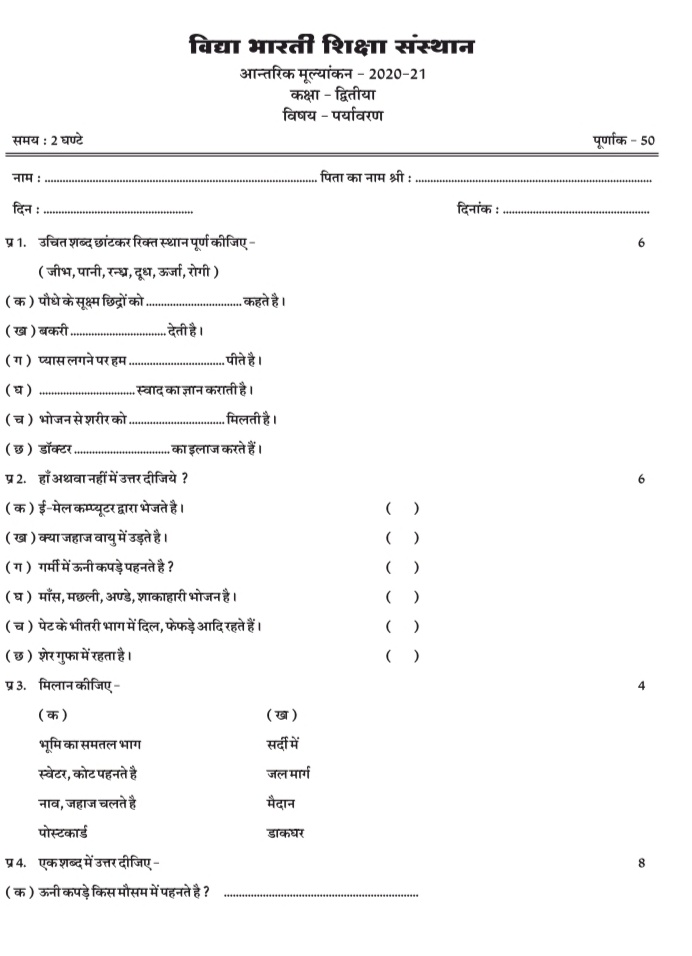 विद्या भारती शिक्षा संस्थान
आन्तरिक मूल्यांकन - 2020-21
कक्षा - द्वितीया
विषय - पर्यावरण
समय : 2 घण्टे पूर्णांक - 50
नाम : .......................................................................................... पिता का नाम श्री : ..............................................................................
दिन : .................................................. दिनांक : .................................................
प्र 1. उचित शब्द छांटकर रिक्त स्थान पूर्ण कीजिए - 6
( जीभ, पानी, रन्ध्र, दूध, ऊर्जा, रोगी )
( क ) पौधे के सूक्ष्म छिद्रों को ................................ कहते है।
( ख ) बकरी ................................ देती है।
( ग ) प्यास लगने पर हम ................................ पीते है।
( घ ) ................................ स्वाद का ज्ञान कराती है।
( च ) भोजन से शरीर को ................................ मिलती है।
( छ ) डॉक्टर ................................ का इलाज करते हैं।
प्र 2. हाँ अथवा नहीं में उत्तर दीजिये ? 6
( क ) ई-मेल कम्प्यूटर द्वारा भेजते है। ( )
( ख ) क्या जहाज वायु में उड़ते है। ( )
( ग ) गर्मी में ऊनी कपड़े पहनते है ? ( )
( घ ) माँस, मछली, अण्डे, शाकाहारी भोजन है। ( )
( च ) पेट के भीतरी भाग में दिल, फेफड़े आदि रहते हैं। ( )
( छ ) शेर गुफा में रहता है। ( )
प्र 3. मिलान कीजिए - 4
( क ) ( ख )
भूमि का समतल भाग सर्दी में
स्वेटर, कोट पहनते है जल मार्ग
नाव, जहाज चलते है मैदान
पोस्टकार्ड डाकघर
प्र 4. एक शब्द में उत्तर दीजिए - 8
( क ) ऊनी कपड़े किस मौसम में पहनते है ? .................................................................